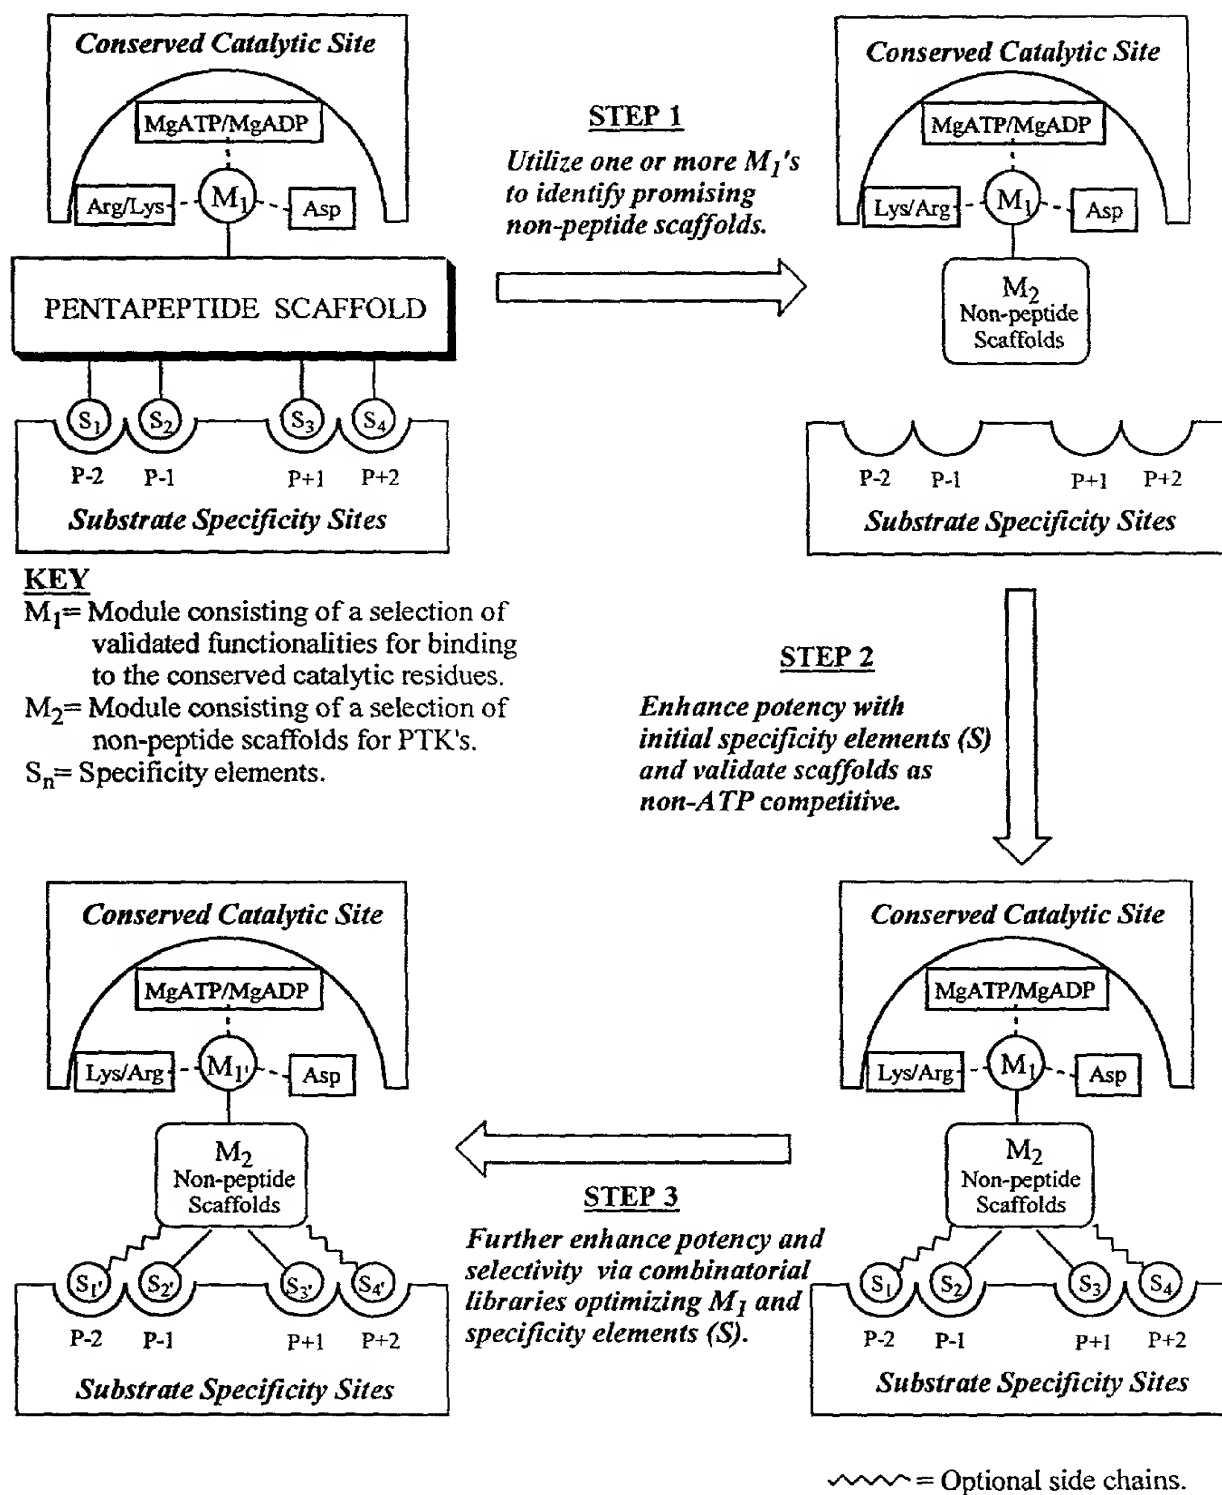 Conserved Catalytic Site
MgATP/MgADP
Arg/Lys
M1
Asp
PENTAPEPTIDE SCAFFOLD
S1
S2
S3
S4
P-2
P-1
P+1
P+2
Substrate Specificity Sites
STEP 1
Utilize one or more M1's
to identify promising
non-peptide scaffolds.
Conserved Catalytic Site
MgATP/MgADP
Lys/Arg
M1
Asp
M2
Non-peptide
Scaffolds
P-2
P-1
P+1
P+2
Substrate Specificity Sites
KEY
M1= Module consisting of a selection of
validated functionalities for binding
to the conserved catalytic residues.
M2= Module consisting of a selection of
non-peptide scaffolds for PTK's.
Sn= Specificity elements.
STEP 2
Enhance potency with
initial specificity elements (S)
and validate scaffolds as
non-ATP competitive.
Conserved Catalytic Site
MgATP/MgADP
Lys/Arg
M1
Asp
M2
Non-peptide
Scaffolds
S1
S2
S3
S4
P-2
P-1
P+1
P+2
Substrate Specificity Sites
STEP 3
Further enhance potency and
selectivity via combinatorial
libraries optimizing M1 and
specificity elements (S).
Conserved Catalytic Site
MgATP/MgADP
Lys/Arg
M1'
Asp
M2
Non-peptide
Scaffolds
S1'
S2'
S3'
S4'
P-2
P-1
P+1
P+2
Substrate Specificity Sites
= Optional side chains.